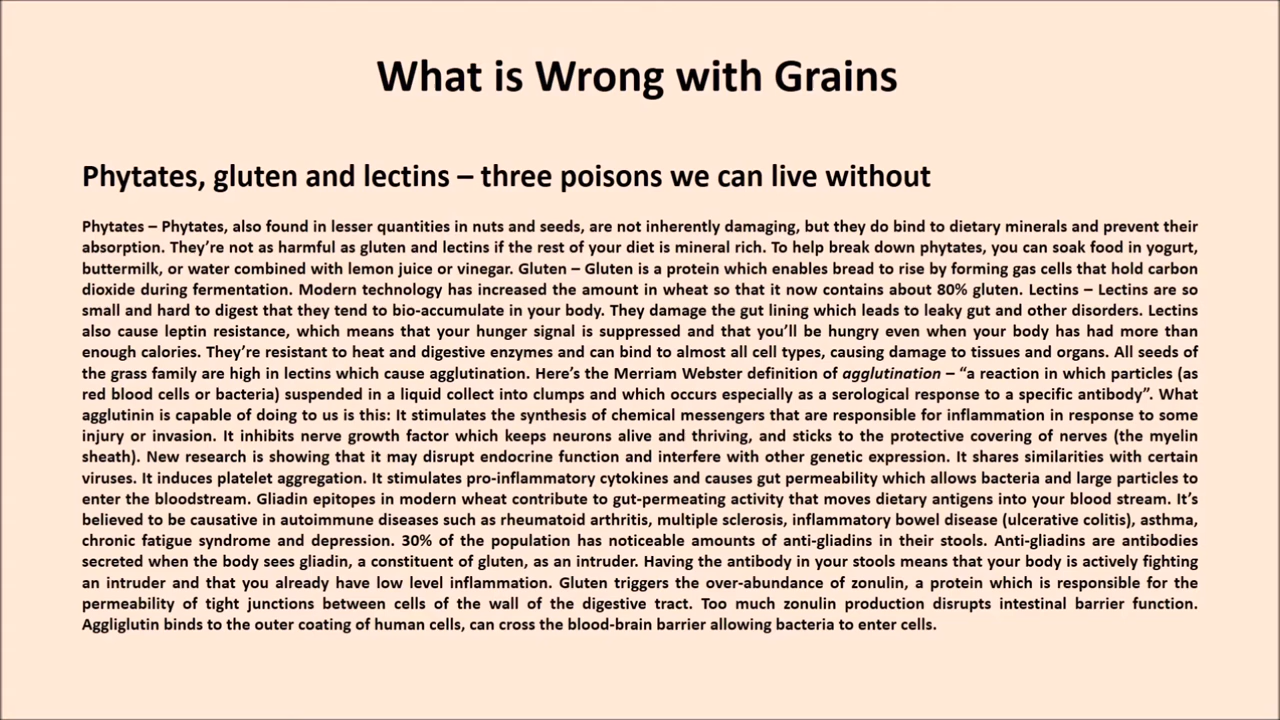 What is Wrong with Grains
Phytates, gluten and lectins – three poisons we can live without
Phytates – Phytates, also found in lesser quantities in nuts and seeds, are not inherently damaging, but they do bind to dietary minerals and prevent their
absorption. They’re not as harmful as gluten and lectins if the rest of your diet is mineral rich. To help break down phytates, you can soak food in yogurt,
buttermilk, or water combined with lemon juice or vinegar. Gluten – Gluten is a protein which enables bread to rise by forming gas cells that hold carbon
dioxide during fermentation. Modern technology has increased the amount in wheat so that it now contains about 80% gluten. Lectins – Lectins are so
small and hard to digest that they tend to bio-accumulate in your body. They damage the gut lining which leads to leaky gut and other disorders. Lectins
also cause leptin resistance, which means that your hunger signal is suppressed and that you’ll be hungry even when your body has had more than
enough calories. They’re resistant to heat and digestive enzymes and can bind to almost all cell types, causing damage to tissues and organs. All seeds of
the grass family are high in lectins which cause agglutination. Here’s the Merriam Webster definition of agglutination – “a reaction in which particles (as
red blood cells or bacteria) suspended in a liquid collect into clumps and which occurs especially as a serological response to a specific antibody”. What
agglutinin is capable of doing to us is this: It stimulates the synthesis of chemical messengers that are responsible for inflammation in response to some
injury or invasion. It inhibits nerve growth factor which keeps neurons alive and thriving, and sticks to the protective covering of nerves (the myelin
sheath). New research is showing that it may disrupt endocrine function and interfere with other genetic expression. It shares similarities with certain
viruses. It induces platelet aggregation. It stimulates pro-inflammatory cytokines and causes gut permeability which allows bacteria and large particles to
enter the bloodstream. Gliadin epitopes in modern wheat contribute to gut-permeating activity that moves dietary antigens into your blood stream. It’s
believed to be causative in autoimmune diseases such as rheumatoid arthritis, multiple sclerosis, inflammatory bowel disease (ulcerative colitis), asthma,
chronic fatigue syndrome and depression. 30% of the population has noticeable amounts of anti-gliadins in their stools. Anti-gliadins are antibodies
secreted when the body sees gliadin, a constituent of gluten, as an intruder. Having the antibody in your stools means that your body is actively fighting
an intruder and that you already have low level inflammation. Gluten triggers the over-abundance of zonulin, a protein which is responsible for the
permeability of tight junctions between cells of the wall of the digestive tract. Too much zonulin production disrupts intestinal barrier function.
Aggliglutin binds to the outer coating of human cells, can cross the blood-brain barrier allowing bacteria to enter cells.